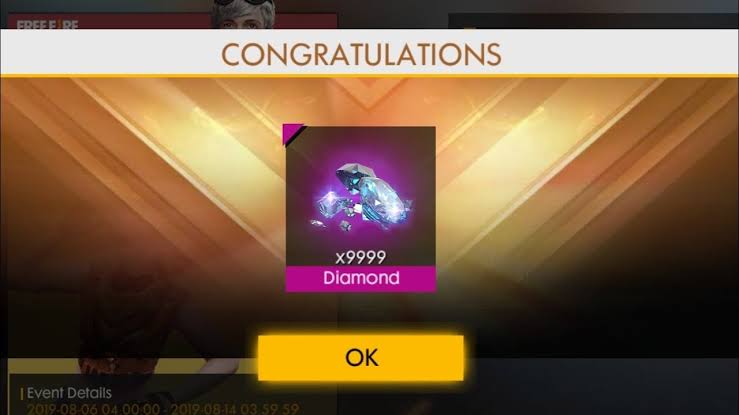 FREE FIRE
CONGRATULATIONS
x9999
Diamond
OK
Event Details
2019-08-06 04:00:00 - 2019-08-14 03:59:59